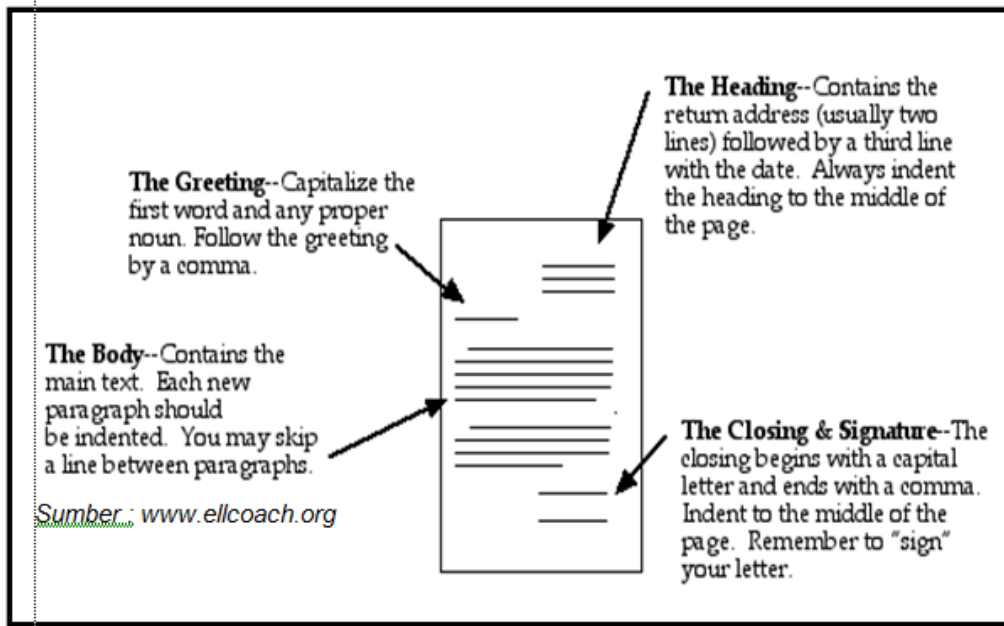 The Heading--Contains the
return address (usually two
lines) followed by a third line
with the date. Always indent
the heading to the middle of
the page.
The Greeting--Capitalize the
first word and any proper
noun. Follow the greeting
by a comma.
The Body--Contains the
main text. Each new
paragraph should
be indented. You may skip
a line between paragraphs.
The Closing & Signature--The
closing begins with a capital
letter and ends with a comma.
Indent to the middle of the
page. Remember to "sign"
your letter.
Sumber : www.ellcoach.org